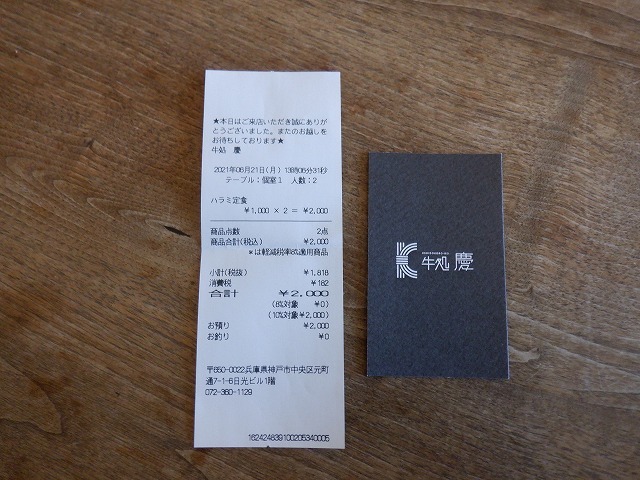 ★本日はご来店いただき誠にありが
とうございました。またのお越しを
お待ちしております★
牛処 慶
2021年06月21日(月) 13時06分31秒
テーブル:個室1 人数:2
ハラミ定食
¥1,000 × 2 = ¥2,000
商品点数 2点
商品合計(税込) ¥2,000
*は軽減税率8%適用商品
小計(税抜) ¥1,818
消費税 ¥182
合計 ¥2,000
(8%対象 ¥0)
(10%対象 ¥2,000)
お預り ¥2,000
お釣り ¥0
〒650-0022兵庫県神戸市中央区元町
通7-1-6日光ビル1階
072-360-1129
162424839100205340005
牛処 慶